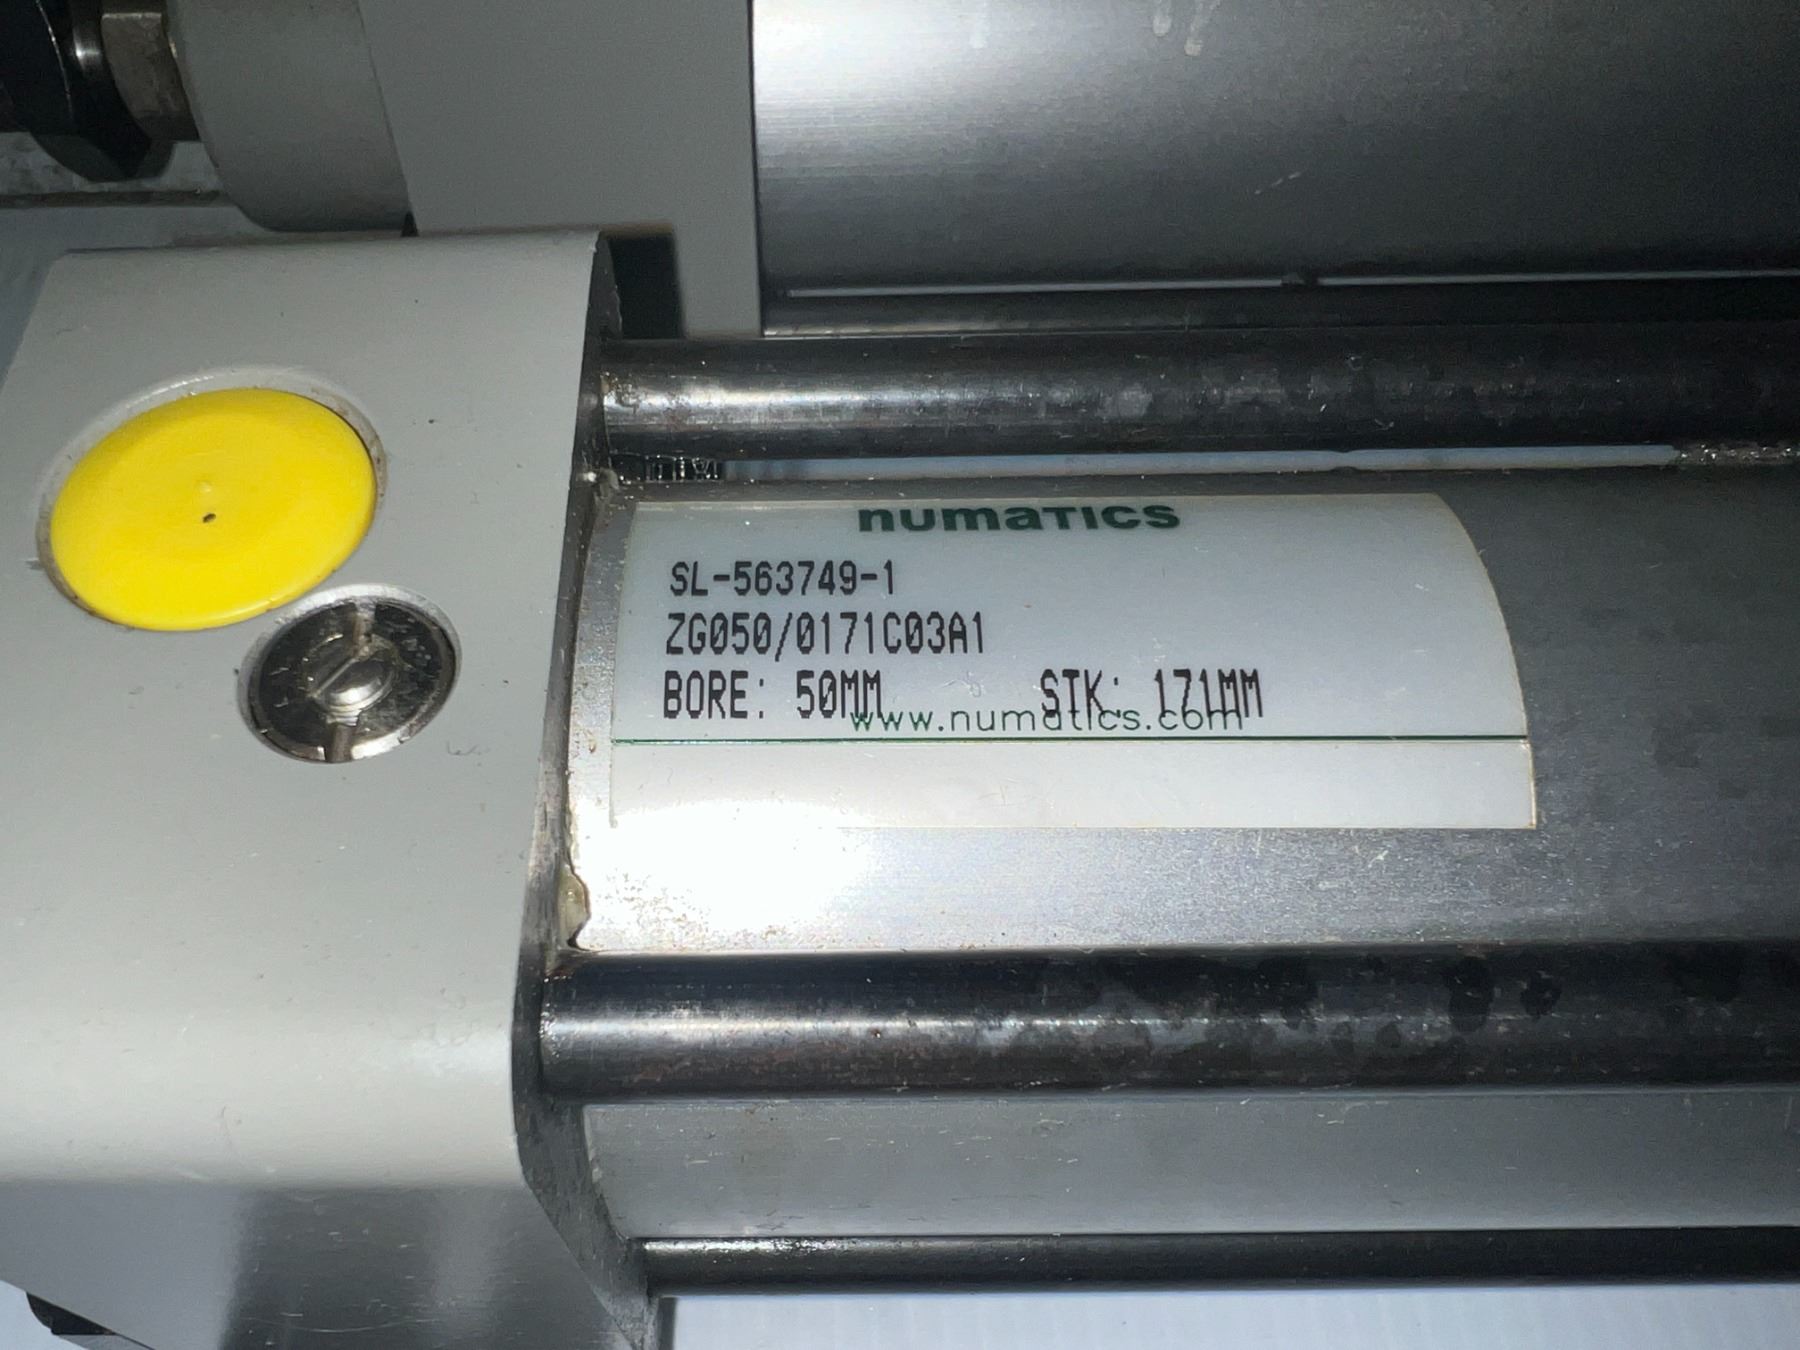 numatics
SL-563749-1
ZG050/0171C03A1
BORE: 50MM STK: 171MM
www.numatics.com